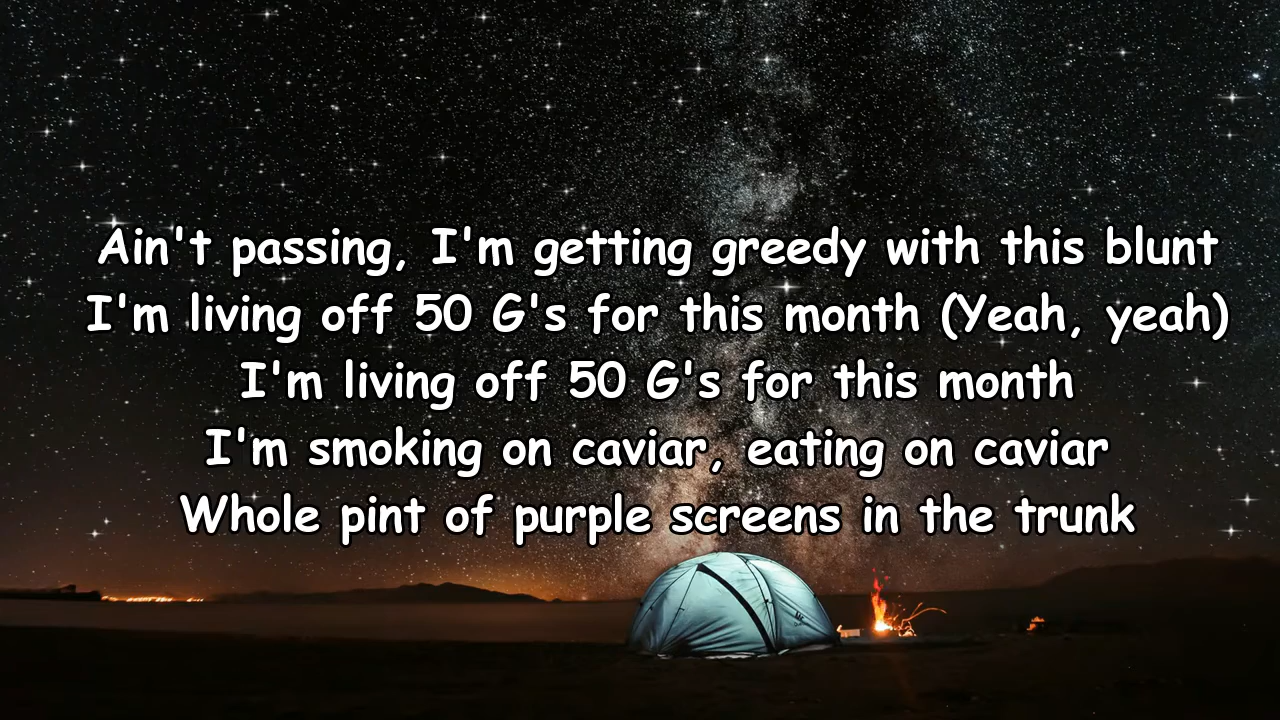 Ain't passing, I'm getting greedy with this blunt
I'm living off 50 G's for this month (Yeah, yeah)
I'm living off 50 G's for this month
I'm smoking on caviar, eating on caviar
Whole pint of purple screens in the trunk